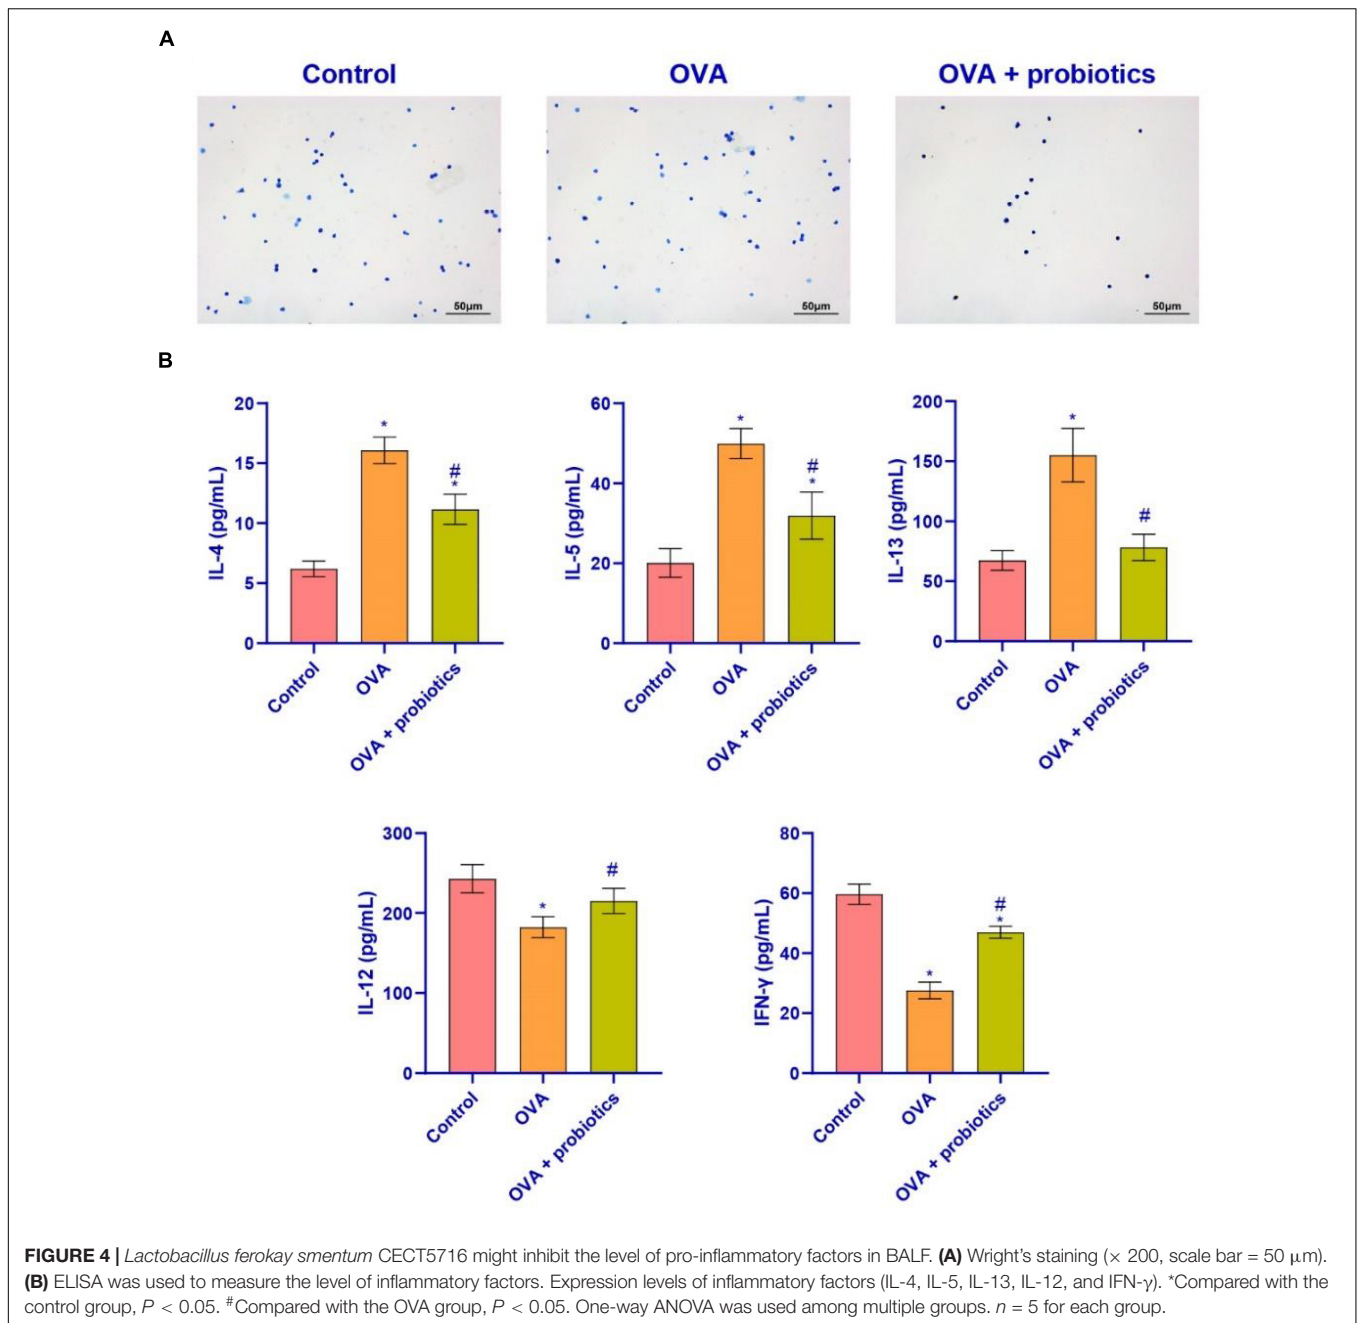 A
Control
OVA
OVA + probiotics
50μm
50μm
50μm
B
20
15
10
5
0
IL-4 (pg/mL)
*
#
*
Control
OVA
OVA + probiotics
60
40
20
0
IL-5 (pg/mL)
*
#
*
Control
OVA
OVA + probiotics
200
150
100
50
0
IL-13 (pg/mL)
*
#
Control
OVA
OVA + probiotics
300
200
100
0
IL-12 (pg/mL)
*
#
Control
OVA
OVA + probiotics
80
60
40
20
0
IFN-γ (pg/mL)
*
#
*
Control
OVA
OVA + probiotics
FIGURE 4 | Lactobacillus ferokay smentum CECT5716 might inhibit the level of pro-inflammatory factors in BALF. (A) Wright's staining (× 200, scale bar = 50 μm).
(B) ELISA was used to measure the level of inflammatory factors. Expression levels of inflammatory factors (IL-4, IL-5, IL-13, IL-12, and IFN-γ). *Compared with the
control group, P < 0.05. #Compared with the OVA group, P < 0.05. One-way ANOVA was used among multiple groups. n = 5 for each group.